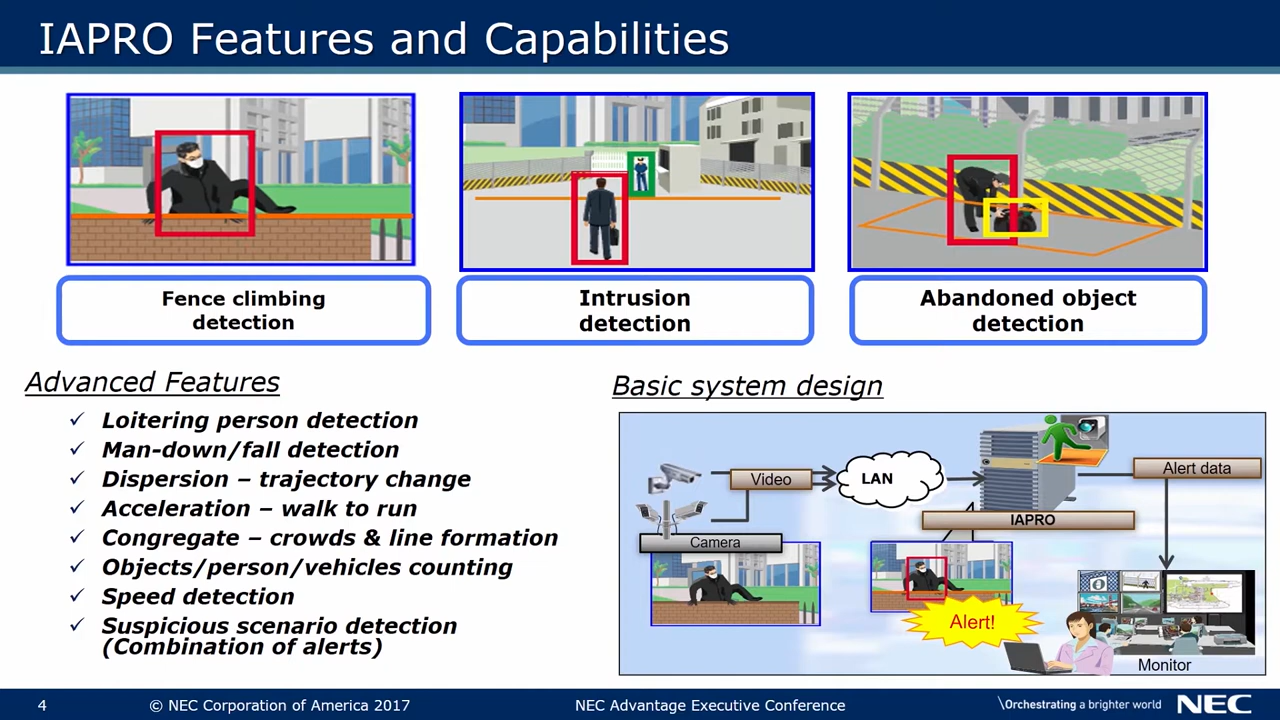 IAPRO Features and Capabilities
Fence climbing
detection
Intrusion
detection
Abandoned object
detection
Advanced Features
✓ Loitering person detection
✓ Man-down/fall detection
✓ Dispersion – trajectory change
✓ Acceleration – walk to run
✓ Congregate – crowds & line formation
✓ Objects/person/vehicles counting
✓ Speed detection
✓ Suspicious scenario detection
(Combination of alerts)
Basic system design
Video
LAN
Alert data
IAPRO
Camera
Alert!
Monitor
4
© NEC Corporation of America 2017
NEC Advantage Executive Conference
\Orchestrating a brighter world
NEC